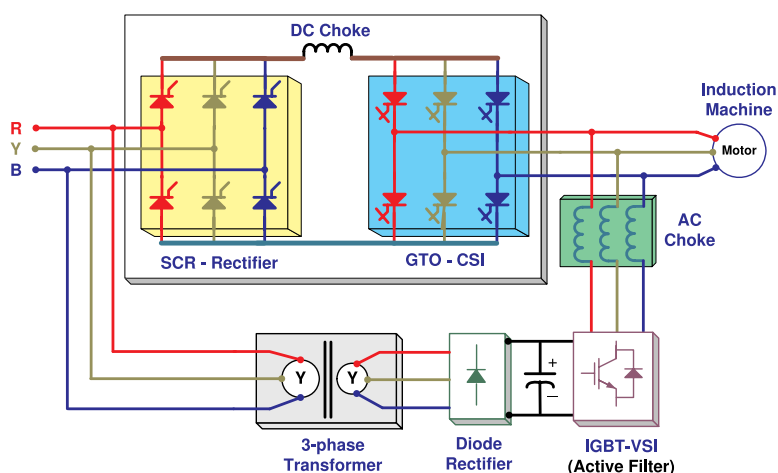 DC Choke
Induction
Machine
R
Y
B
Motor
SCR - Rectifier
GTO - CSI
AC
Choke
Y
Y
+
−
3-phase
Transformer
Diode
Rectifier
IGBT-VSI
(Active Filter)